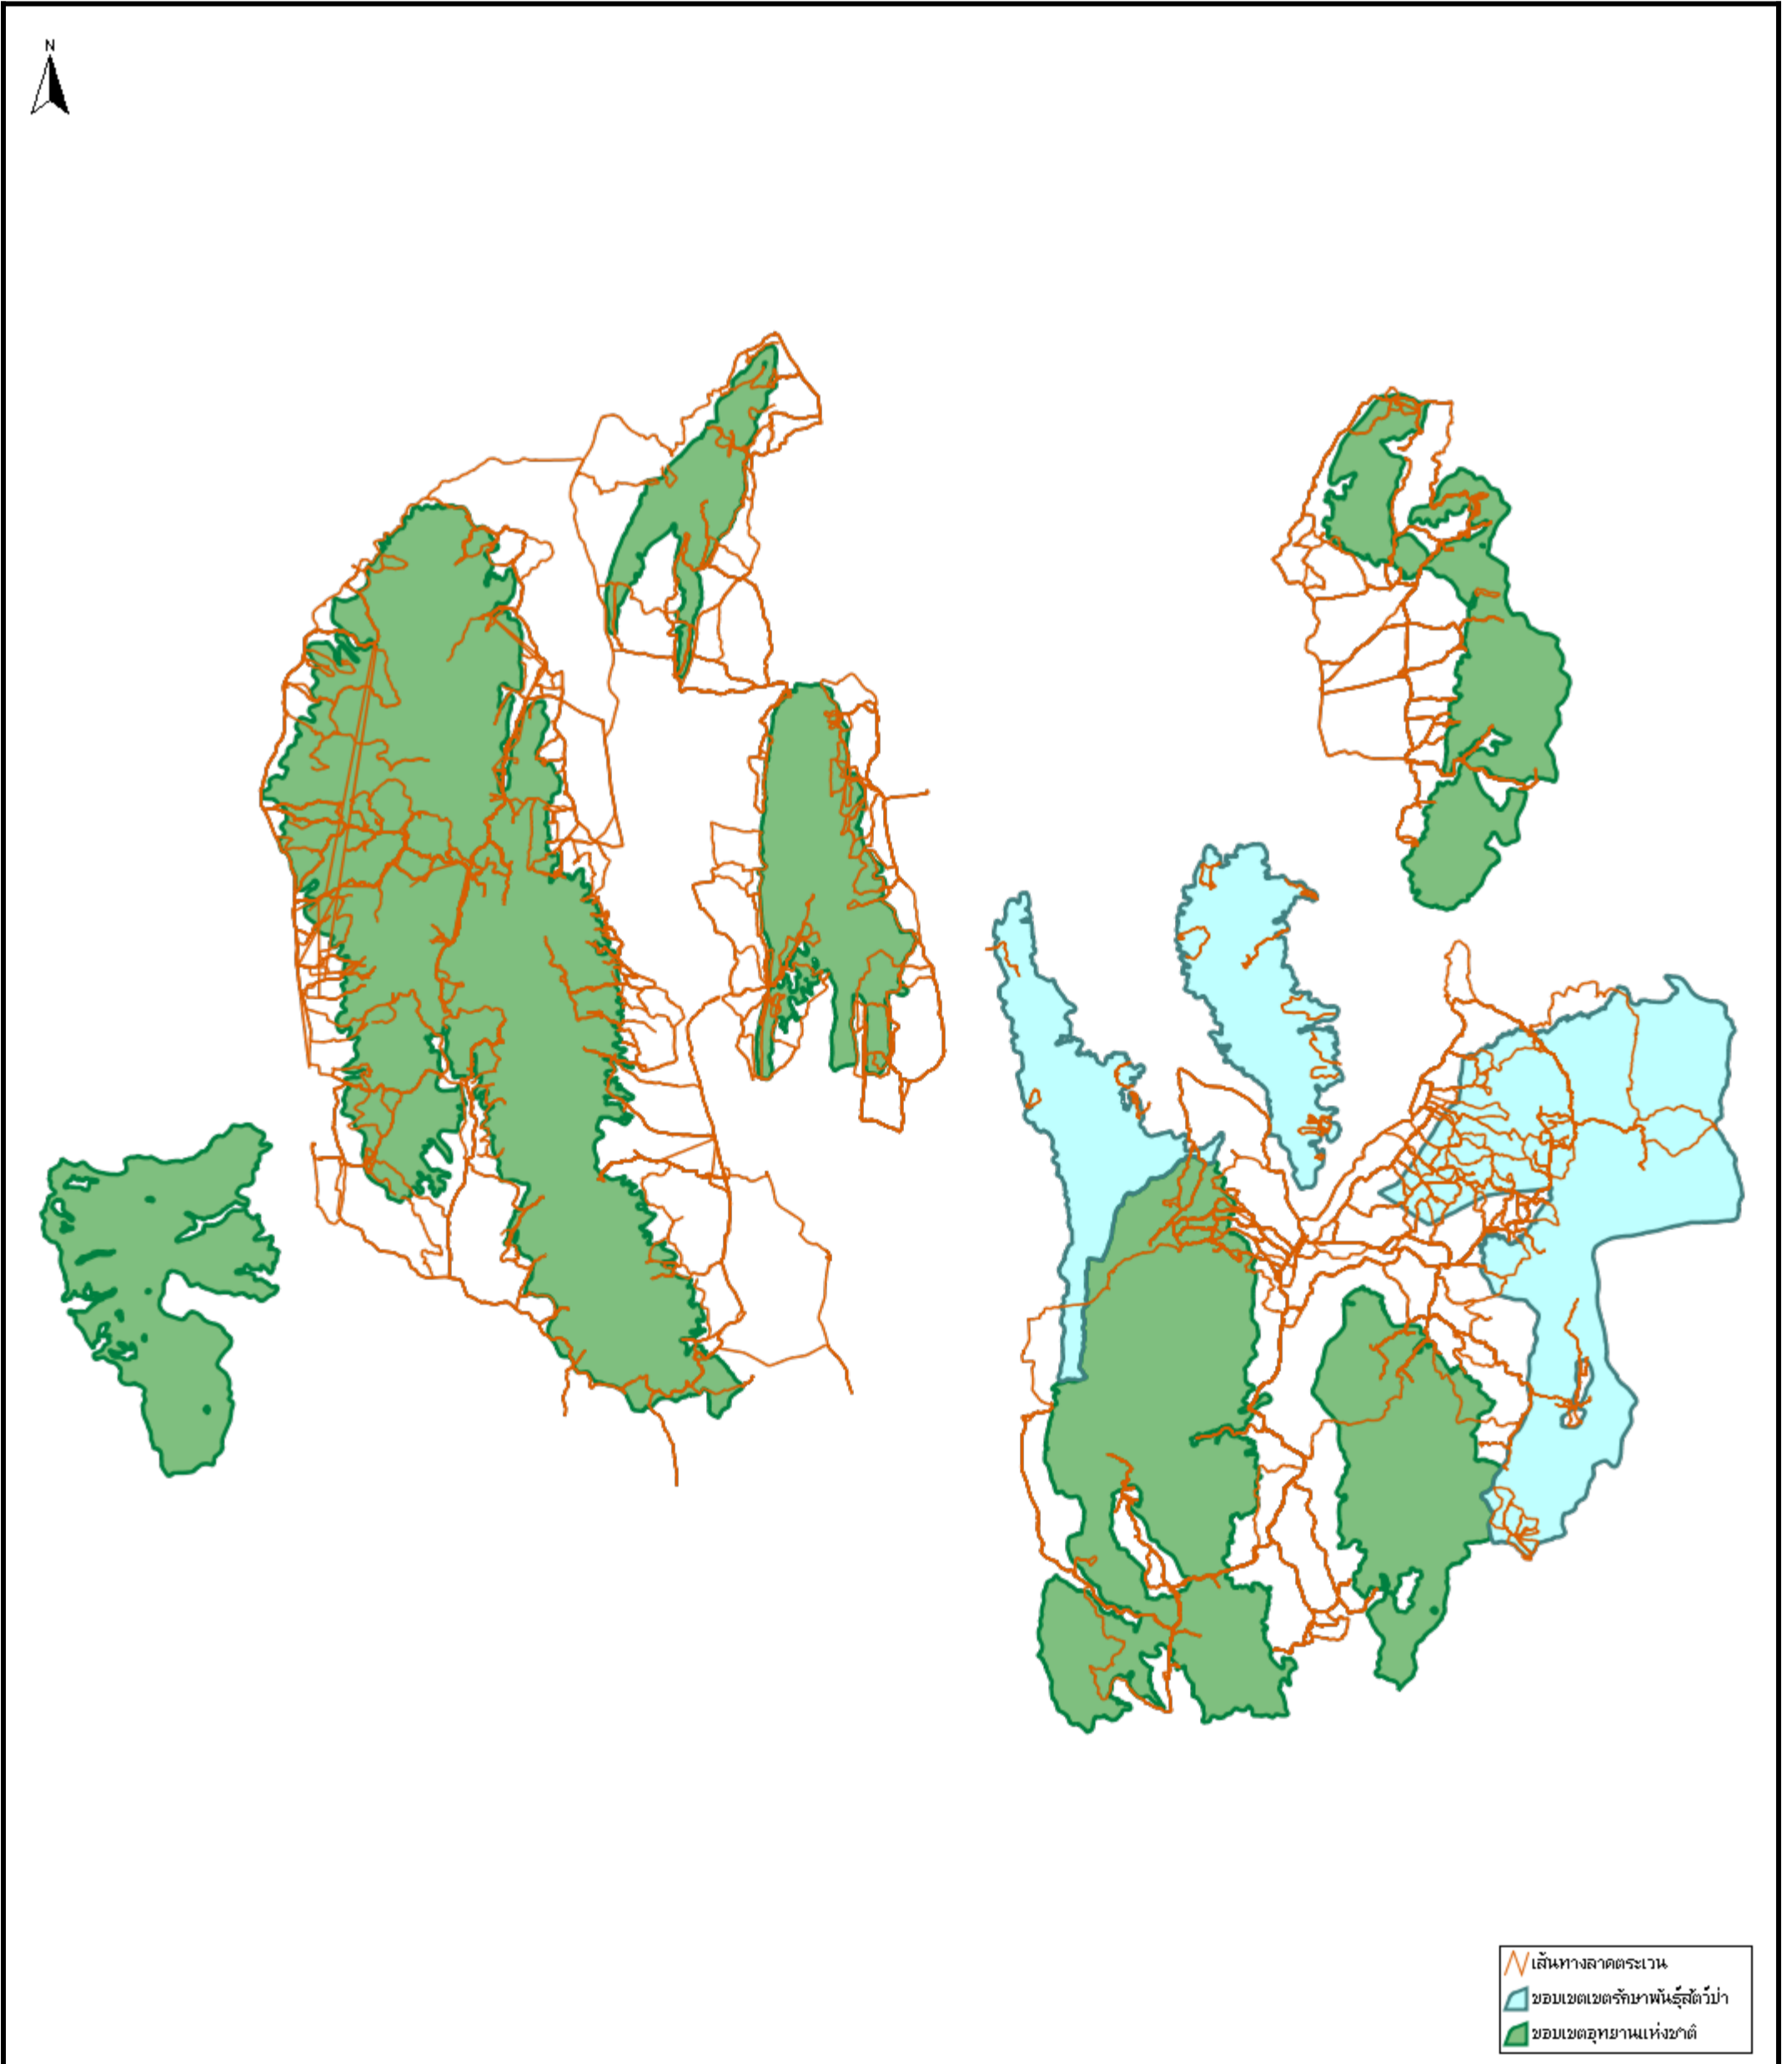 N
เส้นทางลาดตระเวน
ขอบเขตเขตรักษาพันธุ์สัตว์ป่า
ขอบเขตอุทยานแห่งชาติ